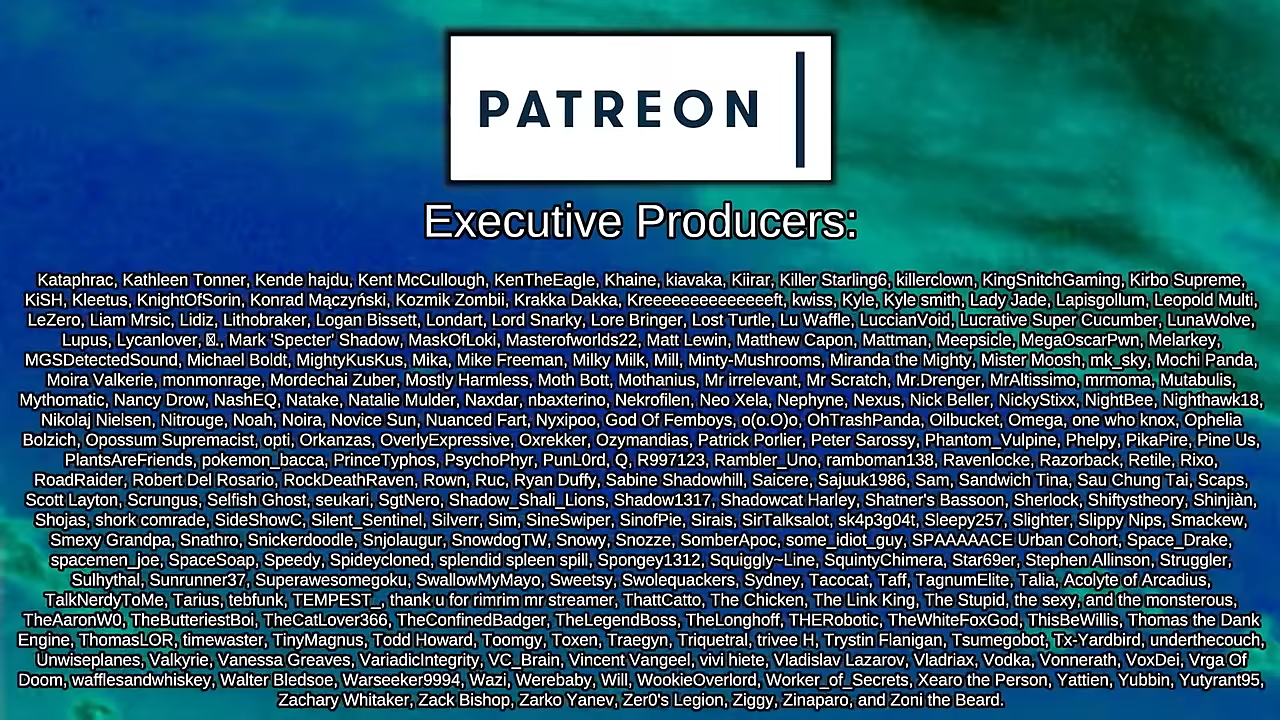 PATREON
Executive Producers:
Kataphrac, Kathleen Tonner, Kende hajdu, Kent McCullough, KenTheEagle, Khaine, kiavaka, Kiirar, Killer Starling6, killerclown, KingSnitchGaming, Kirbo Supreme,
KiSH, Kleetus, KnightOfSorin, Konrad Mączyński, Kozmik Zombii, Krakka Dakka, Kreeeeeeeeeeeeeeft, kwiss, Kyle, Kyle smith, Lady Jade, Lapisgollum, Leopold Multi,
LeZero, Liam Mrsic, Lidiz, Lithobraker, Logan Bissett, Londart, Lord Snarky, Lore Bringer, Lost Turtle, Lu Waffle, LuccianVoid, Lucrative Super Cucumber, LunaWolve,
Lupus, Lycanlover, ., Mark 'Specter' Shadow, MaskOfLoki, Masterofworlds22, Matt Lewin, Matthew Capon, Mattman, Meepsicle, MegaOscarPwn, Melarkey,
MGSDetectedSound, Michael Boldt, MightyKusKus, Mika, Mike Freeman, Milky Milk, Mill, Minty-Mushrooms, Miranda the Mighty, Mister Moosh, mk_sky, Mochi Panda,
Moira Valkerie, monmonrage, Mordechai Zuber, Mostly Harmless, Moth Bott, Mothanius, Mr irrelevant, Mr Scratch, Mr.Drenger, MrAltissimo, mrmoma, Mutabulis,
Mythomatic, Nancy Drow, NashEQ, Natake, Natalie Mulder, Naxdar, nbaxterino, Nekrofilen, Neo Xela, Nephyne, Nexus, Nick Beller, NickyStixx, NightBee, Nighthawk18,
Nikolaj Nielsen, Nitrouge, Noah, Noira, Novice Sun, Nuanced Fart, Nyxipoo, God Of Femboys, o(o.O)o, OhTrashPanda, Oilbucket, Omega, one who knox, Ophelia
Bolzich, Opossum Supremacist, opti, Orkanzas, OverlyExpressive, Oxrekker, Ozymandias, Patrick Porlier, Peter Sarossy, Phantom_Vulpine, Phelpy, PikaPire, Pine Us,
PlantsAreFriends, pokemon_bacca, PrinceTyphos, PsychoPhyr, PunL0rd, Q, R997123, Rambler_Uno, ramboman138, Ravenlocke, Razorback, Retile, Rixo,
RoadRaider, Robert Del Rosario, RockDeathRaven, Rown, Ruc, Ryan Duffy, Sabine Shadowhill, Saicere, Sajuuk1986, Sam, Sandwich Tina, Sau Chung Tai, Scaps,
Scott Layton, Scrungus, Selfish Ghost, seukari, SgtNero, Shadow_Shali_Lions, Shadow1317, Shadowcat Harley, Shatner's Bassoon, Sherlock, Shiftystheory, Shinjiàn,
Shojas, shork comrade, SideShowC, Silent_Sentinel, Silverr, Sim, SineSwiper, SinofPie, Sirais, SirTalksalot, sk4p3g04t, Sleepy257, Slighter, Slippy Nips, Smackew,
Smexy Grandpa, Snathro, Snickerdoodle, Snjolaugur, SnowdogTW, Snowy, Snozze, SomberApoc, some_idiot_guy, SPAAAAACE Urban Cohort, Space_Drake,
spacemen_joe, SpaceSoap, Speedy, Spideycloned, splendid spleen spill, Spongey1312, Squiggly~Line, SquintyChimera, Star69er, Stephen Allinson, Struggler,
Sulhythal, Sunrunner37, Superawesomegoku, SwallowMyMayo, Sweetsy, Swolequackers, Sydney, Tacocat, Taff, TagnumElite, Talia, Acolyte of Arcadius,
TalkNerdyToMe, Tarius, tebfunk, TEMPEST_, thank u for rimrim mr streamer, ThattCatto, The Chicken, The Link King, The Stupid, the sexy, and the monsterous,
TheAaronW0, TheButteriestBoi, TheCatLover366, TheConfinedBadger, TheLegendBoss, TheLonghoff, THERobotic, TheWhiteFoxGod, ThisBeWillis, Thomas the Dank
Engine, ThomasLOR, timewaster, TinyMagnus, Todd Howard, Toomgy, Toxen, Traegyn, Triquetral, trivee H, Trystin Flanigan, Tsumegobot, Tx-Yardbird, underthecouch,
Unwiseplanes, Valkyrie, Vanessa Greaves, VariadicIntegrity, VC_Brain, Vincent Vangeel, vivi hiete, Vladislav Lazarov, Vladriax, Vodka, Vonnerath, VoxDei, Vrga Of
Doom, wafflesandwhiskey, Walter Bledsoe, Warseeker9994, Wazi, Werebaby, Will, WookieOverlord, Worker_of_Secrets, Xearo the Person, Yattien, Yubbin, Yutyrant95,
Zachary Whitaker, Zack Bishop, Zarko Yanev, Zer0's Legion, Ziggy, Zinaparo, and Zoni the Beard.